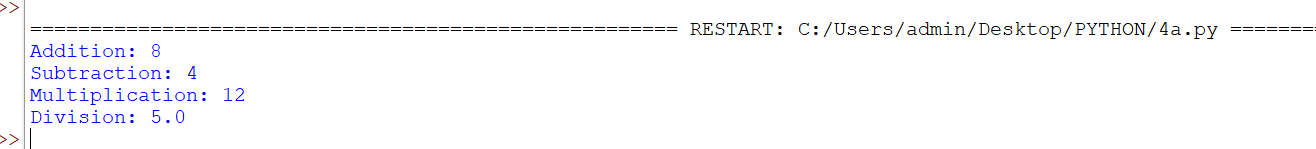 >>
====================================================== RESTART: C:/Users/admin/Desktop/PYTHON/4a.py =======
Addition: 8
Subtraction: 4
Multiplication: 12
Division: 5.0
>>